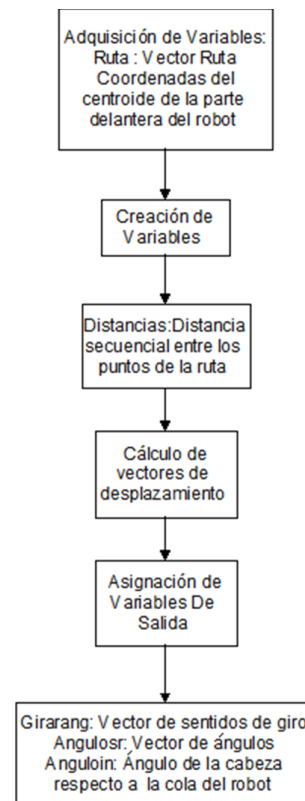 Adquisición de Variables:
Ruta : Vector Ruta
Coordenadas del
centroide de la parte
delantera del robot
Creación de
Variables
Distancias:Distancia
secuencial entre los
puntos de la ruta
Cálculo de
vectores de
desplazamiento
Asignación de
Variables De
Salida
Girarang: Vector de sentidos de giro
Angulosr: Vector de ángulos
Anguloin: Ángulo de la cabeza
respecto a la cola del robot